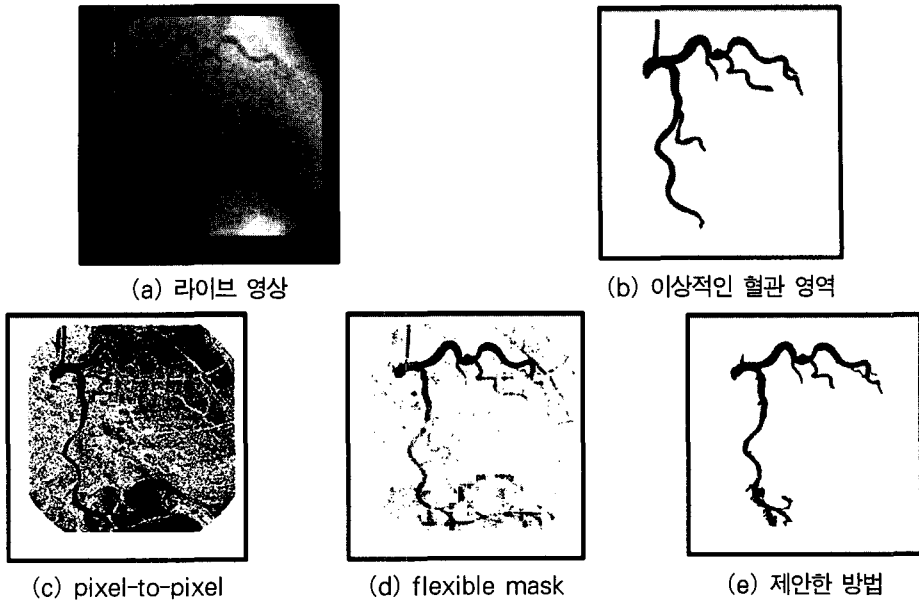 (a) 라이브 영상
(b) 이상적인 혈관 영역
(c) pixel-to-pixel
(d) flexible mask
(e) 제안한 방법